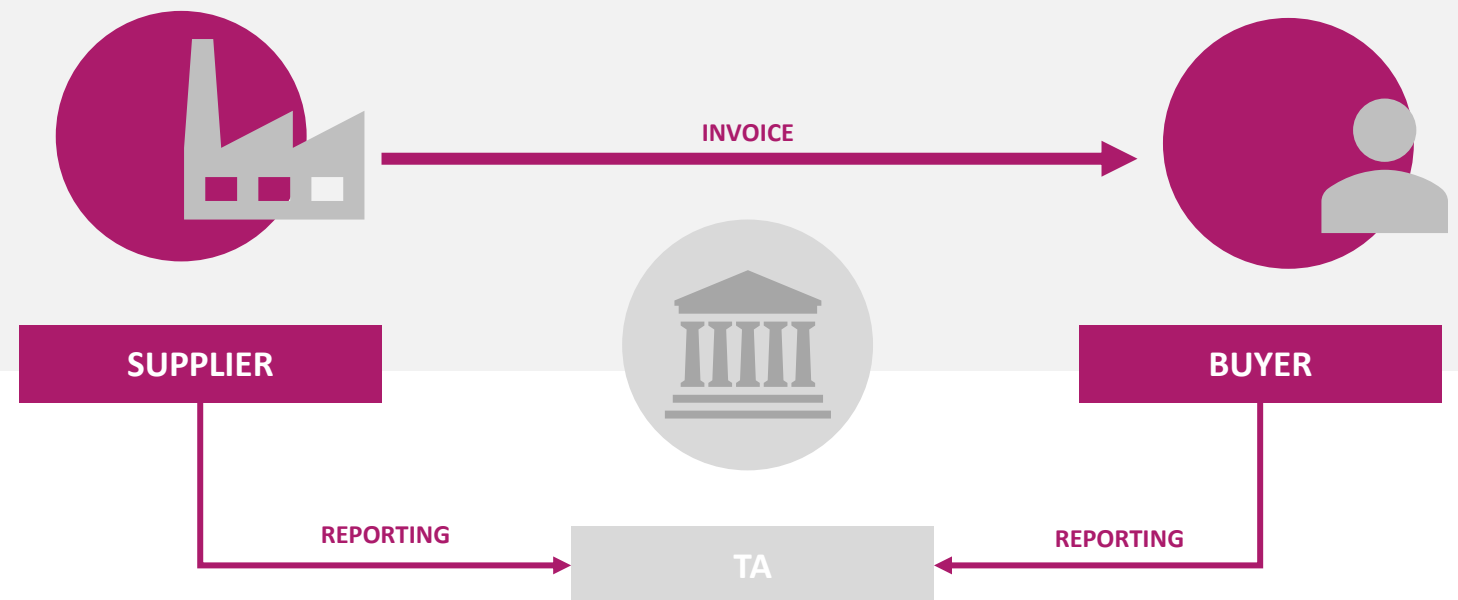 INVOICE
SUPPLIER
BUYER
REPORTING
REPORTING
TA